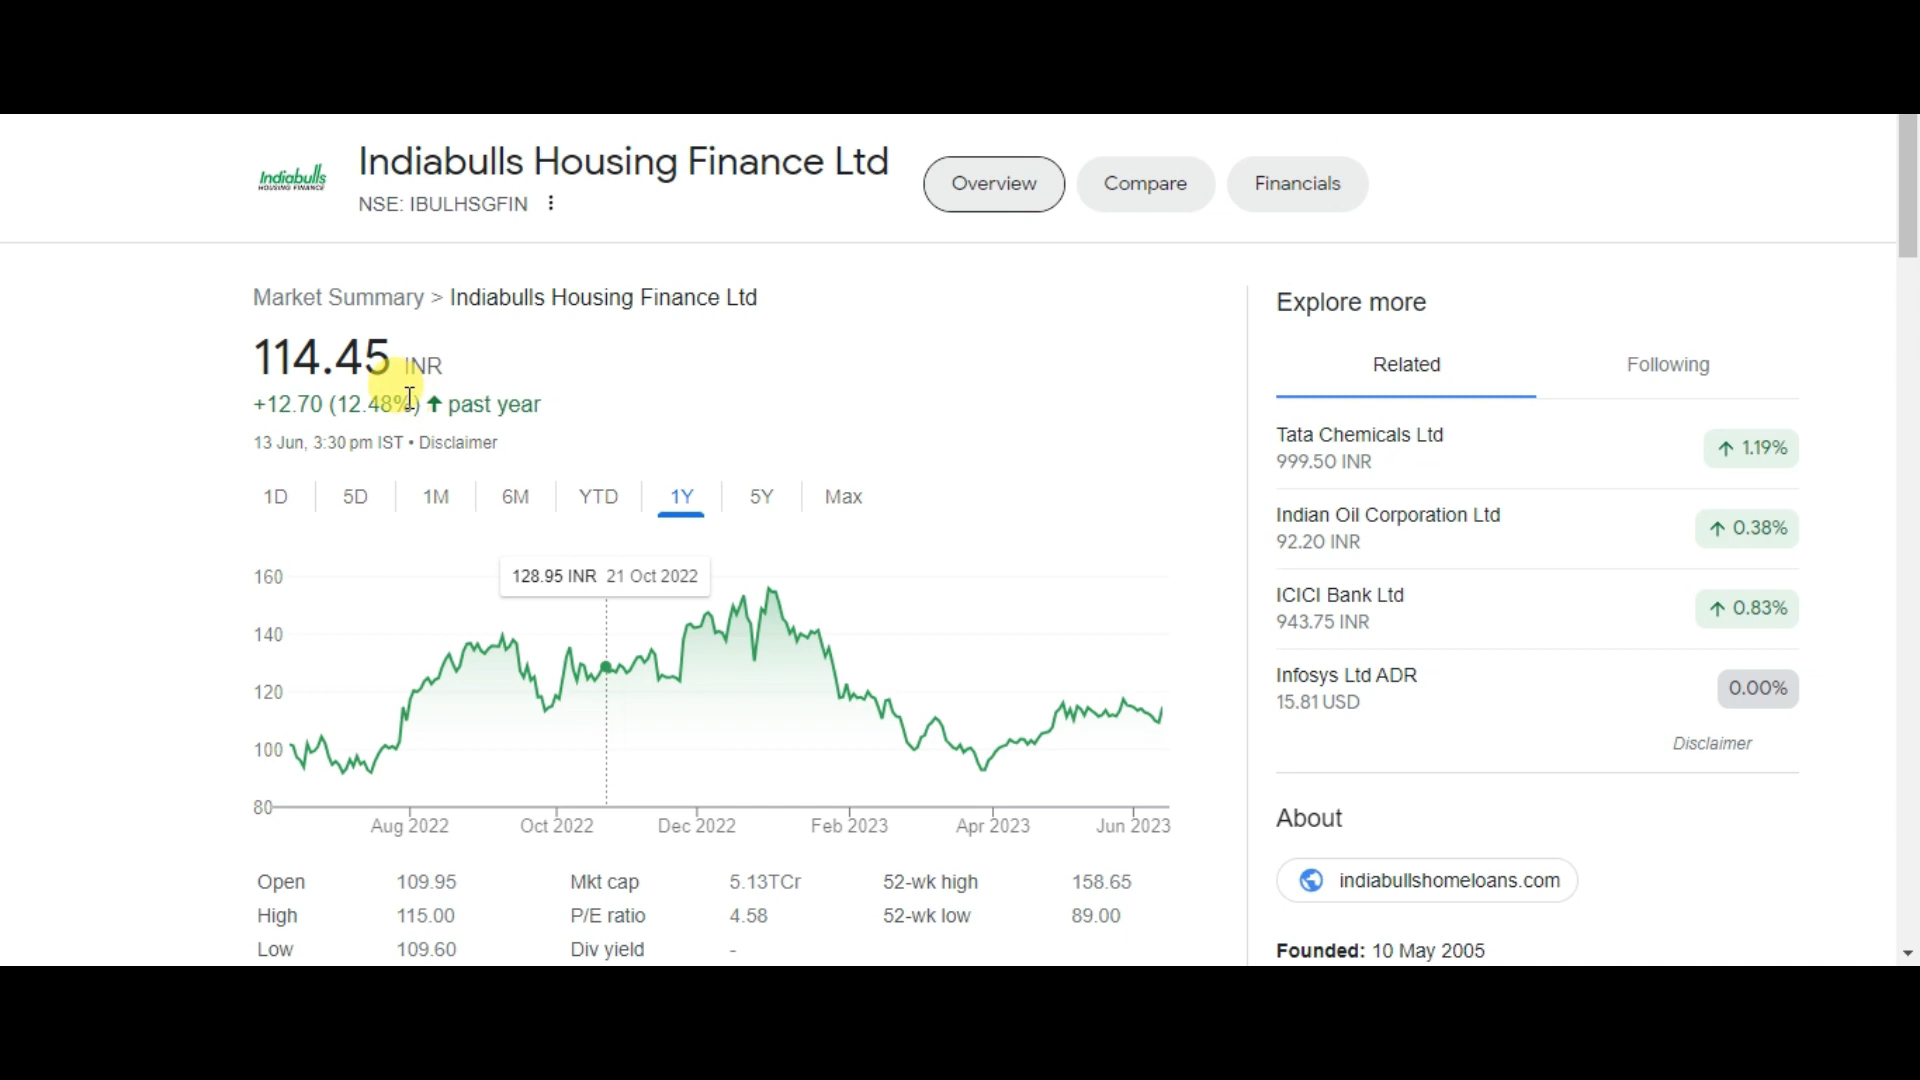 Indiabulls
HOUSING FINANCE
Indiabulls Housing Finance Ltd
NSE: IBULHSGFIN
Overview
Compare
Financials
Market Summary > Indiabulls Housing Finance Ltd
114.45 INR
+12.70 (12.48%) ↑ past year
13 Jun, 3:30 pm IST • Disclaimer
1D 5D 1M 6M YTD 1Y 5Y Max
128.95 INR 21 Oct 2022
160
140
120
100
80
Aug 2022 Oct 2022 Dec 2022 Feb 2023 Apr 2023 Jun 2023
Open 109.95 Mkt cap 5.13TCr 52-wk high 158.65
High 115.00 P/E ratio 4.58 52-wk low 89.00
Low 109.60 Div yield -
Explore more
Related Following
Tata Chemicals Ltd
999.50 INR
↑ 1.19%
Indian Oil Corporation Ltd
92.20 INR
↑ 0.38%
ICICI Bank Ltd
943.75 INR
↑ 0.83%
Infosys Ltd ADR
15.81 USD
0.00%
Disclaimer
About
indiabullshomeloans.com
Founded: 10 May 2005